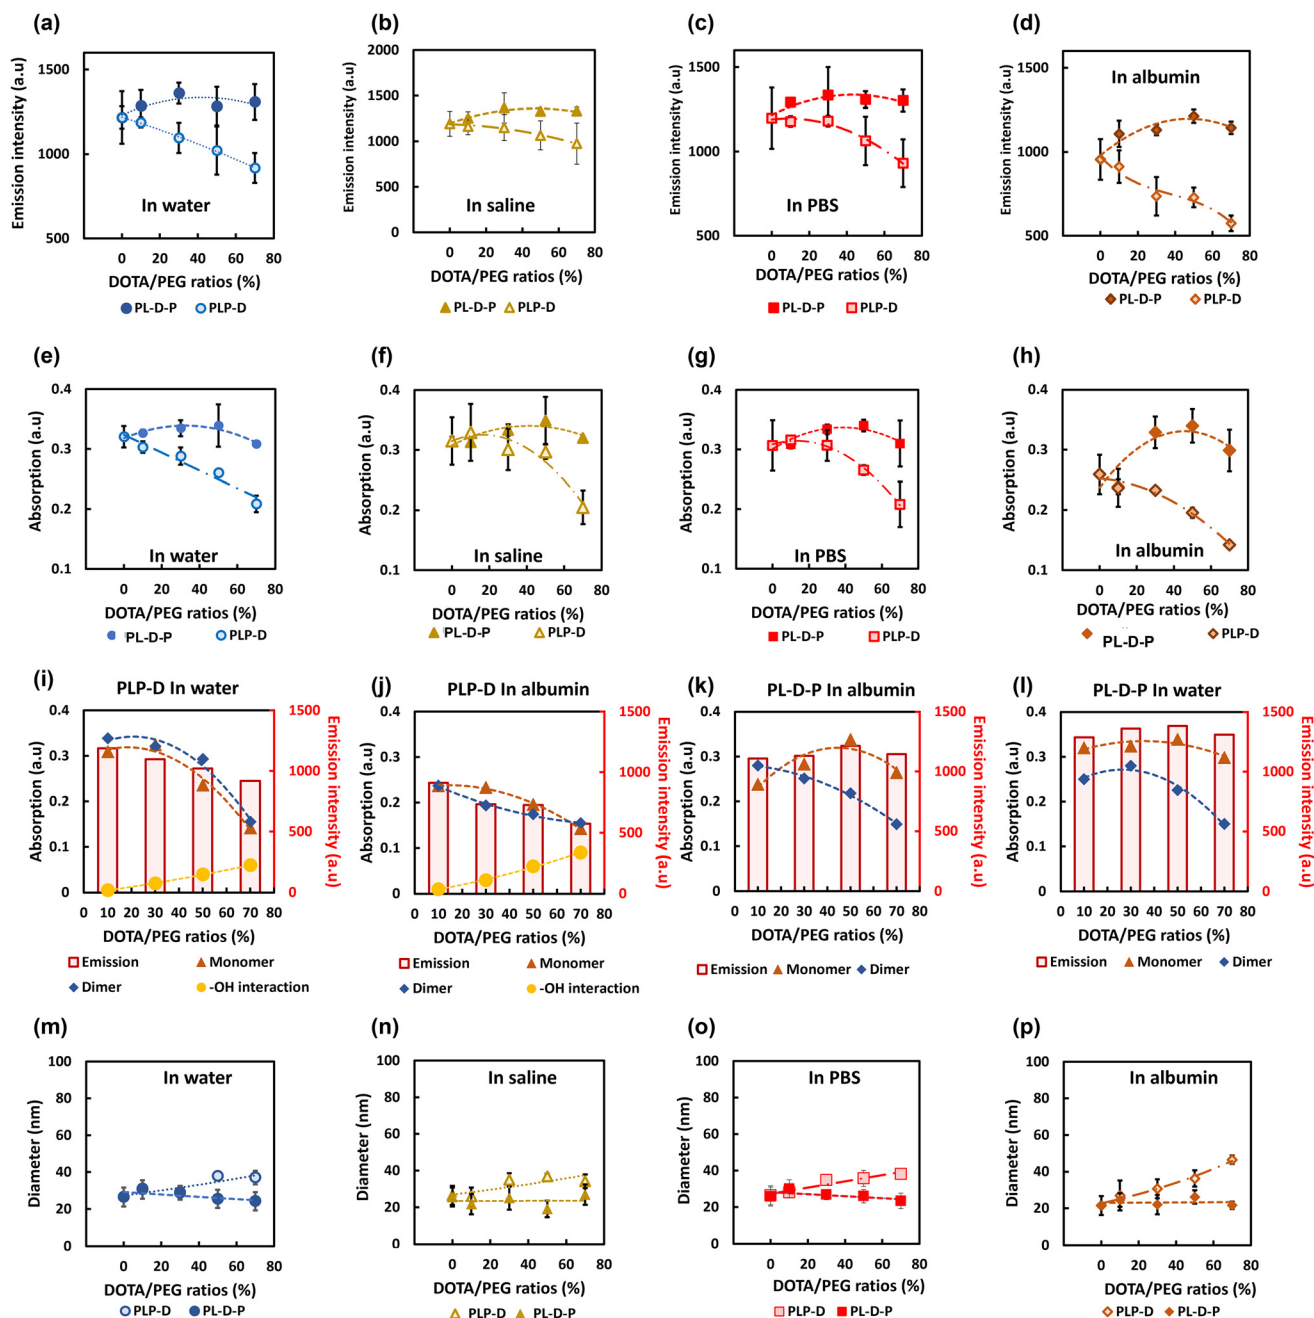 (a)
Emission intensity (a.u)
1500
1000
500
In water
0 20 40 60 80
DOTA/PEG ratios (%)
PL-D-P PLP-D
(b)
Emission intensity (a.u)
2000
1500
1000
500
0
In saline
0 20 40 60 80
DOTA/PEG ratios (%)
PL-D-P PLP-D
(c)
Emission intensity (a.u)
1500
1000
500
In PBS
0 20 40 60 80
DOTA/PEG ratios (%)
PL-D-P PLP-D
(d)
Emission intensity (a.u)
1500
1000
500
In albumin
0 20 40 60 80
DOTA/PEG ratios (%)
PL-D-P PLP-D
(e)
Absorption (a.u)
0.4
0.3
0.2
0.1
In water
0 20 40 60 80
DOTA/PEG ratios (%)
PL-D-P PLP-D
(f)
Absorption (a.u)
0.4
0.3
0.2
0.1
In saline
0 20 40 60 80
DOTA/PEG ratios (%)
PL-D-P PLP-D
(g)
Absorption (a.u)
0.4
0.3
0.2
0.1
In PBS
0 20 40 60 80
DOTA/PEG ratios (%)
PL-D-P PLP-D
(h)
Absorption (a.u)
0.4
0.3
0.2
0.1
In albumin
0 20 40 60 80
DOTA/PEG ratios (%)
PL-D-P PLP-D
(i)
PLP-D In water
Absorption (a.u)
0.4
0.3
0.2
0.1
0
1500
1000
500
0
Emission intensity (a.u)
0 10 20 30 40 50 60 70 80
DOTA/PEG ratios (%)
Emission Monomer
Dimer -OH interaction
(j)
PLP-D In albumin
Absorption (a.u)
0.4
0.3
0.2
0.1
0
1500
1000
500
0
Emission intensity (a.u)
0 10 20 30 40 50 60 70 80
DOTA/PEG ratios (%)
Emission Monomer
Dimer -OH interaction
(k)
PL-D-P In albumin
Absorption (a.u)
0.4
0.3
0.2
0.1
0
1500
1000
500
0
Emission intensity (a.u)
0 10 20 30 40 50 60 70 80
DOTA/PEG ratios (%)
Emission Monomer Dimer
(l)
PL-D-P In water
Absorption (a.u)
0.4
0.3
0.2
0.1
0
1500
1000
500
0
Emission intensity (a.u)
0 10 20 30 40 50 60 70 80
DOTA/PEG ratios (%)
Emission Monomer Dimer
(m)
Diameter (nm)
100
80
60
40
20
0
In water
0 20 40 60 80
DOTA/PEG ratios (%)
PLP-D PL-D-P
(n)
Diameter (nm)
100
80
60
40
20
0
In saline
0 20 40 60 80
DOTA/PEG ratios (%)
PLP-D PL-D-P
(o)
Diameter (nm)
100
80
60
40
20
0
In PBS
0 20 40 60 80
DOTA/PEG ratios (%)
PLP-D PL-D-P
(p)
Diameter (nm)
100
80
60
40
20
0
In albumin
0 20 40 60 80
DOTA/PEG ratios (%)
PLP-D PL-D-P